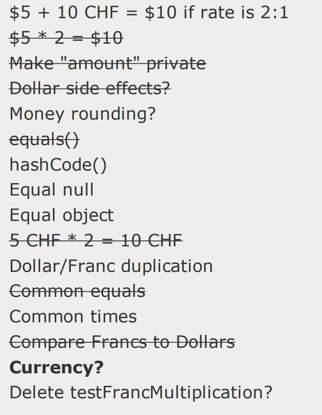 $5 + 10 CHF = $10 if rate is 2:1
$5 * 2 = $10
Make "amount" private
Dollar side effects?
Money rounding?
equals()
hashCode()
Equal null
Equal object
5 CHF * 2 = 10 CHF
Dollar/Franc duplication
Common equals
Common times
Compare Francs to Dollars
Currency?
Delete testFrancMultiplication?